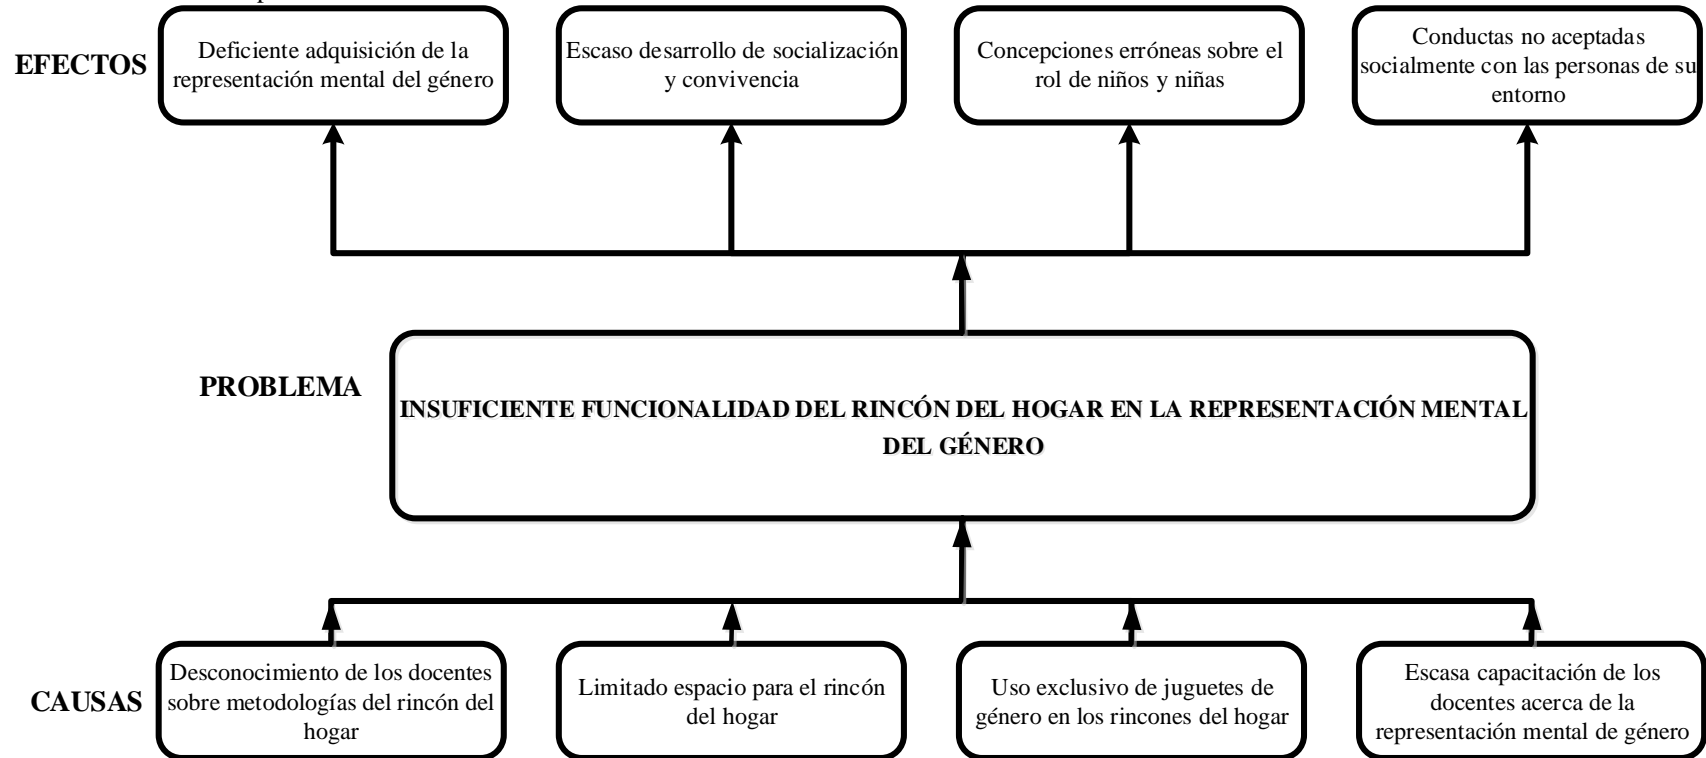 EFECTOS
Deficiente adquisición de la
representación mental del género
Escaso desarrollo de socialización
y convivencia
Concepciones erróneas sobre el
rol de niños y niñas
Conductas no aceptadas
socialmente con las personas de su
entorno
PROBLEMA
INSUFICIENTE FUNCIONALIDAD DEL RINCÓN DEL HOGAR EN LA REPRESENTACIÓN MENTAL
DEL GÉNERO
CAUSAS
Desconocimiento de los docentes
sobre metodologías del rincón del
hogar
Limitado espacio para el rincón
del hogar
Uso exclusivo de juguetes de
género en los rincones del hogar
Escasa capacitación de los
docentes acerca de la
representación mental de género